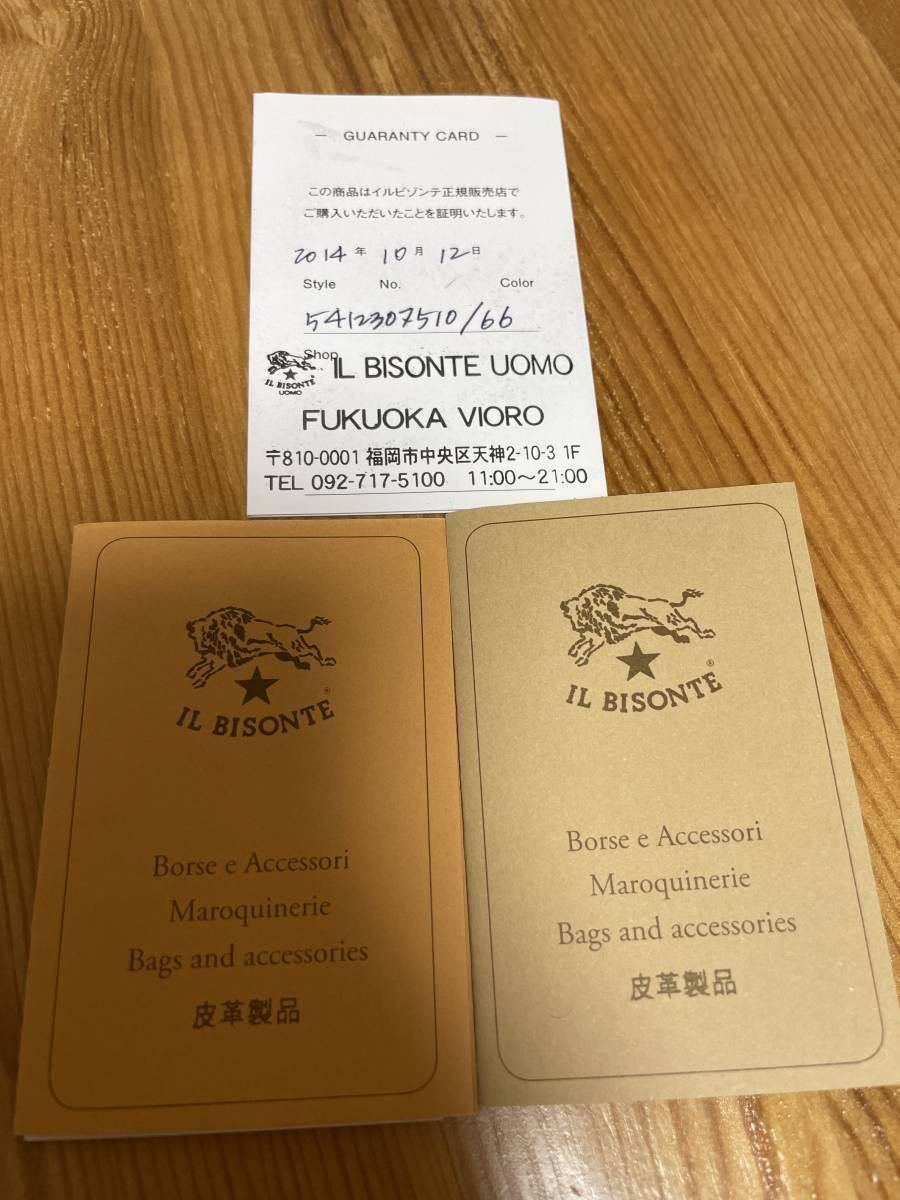 — GUARANTY CARD —
この商品はイルビゾンテ正規販売店で
ご購入いただいたことを証明いたします。
2014 年 10 月 12 日
Style No. / Color
5412307510/66
Shop
IL BISONTE UOMO
IL BISONTE
UOMO
FUKUOKA VIORO
〒810-0001 福岡市中央区天神2-10-3 1F
TEL 092-717-5100 11:00～21:00
IL BISONTE®
Borse e Accessori
Maroquinerie
Bags and accessories
皮革製品
IL BISONTE®
Borse e Accessori
Maroquinerie
Bags and accessories
皮革製品